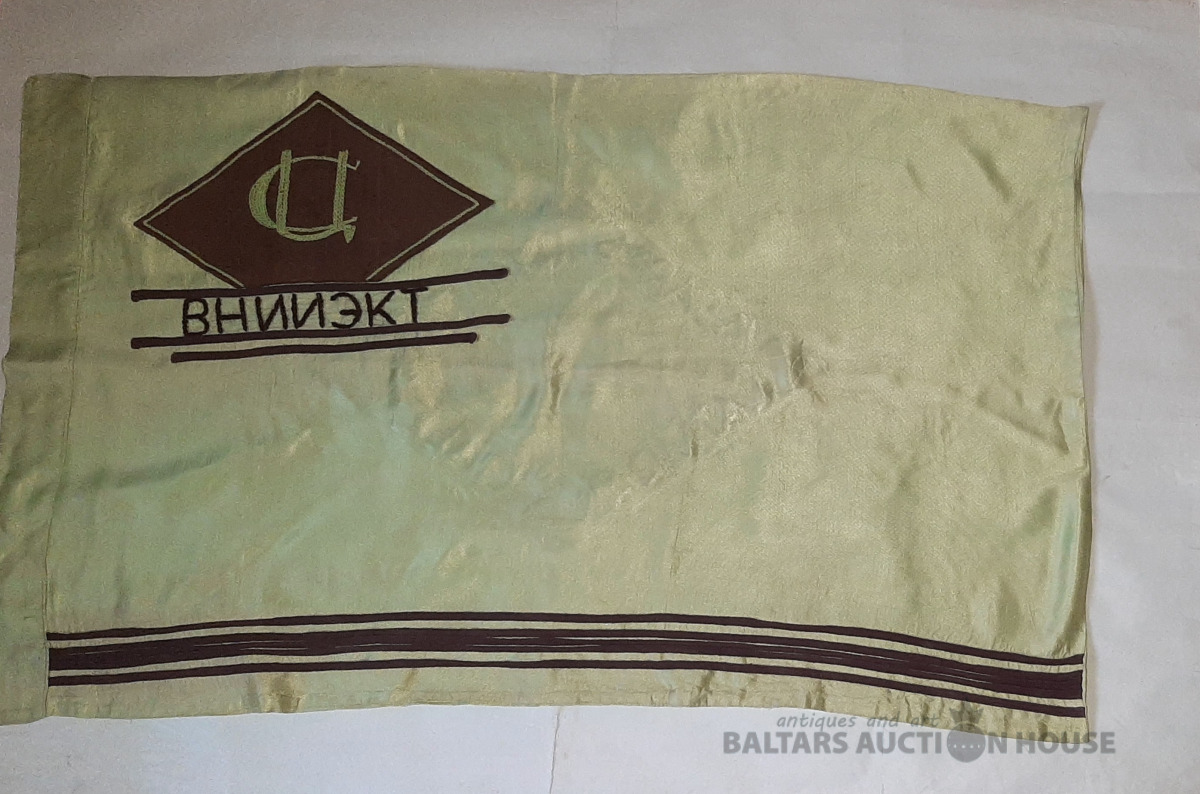 ВНИИЭКТ
antiques and art
BALTARS AUCTION HOUSE